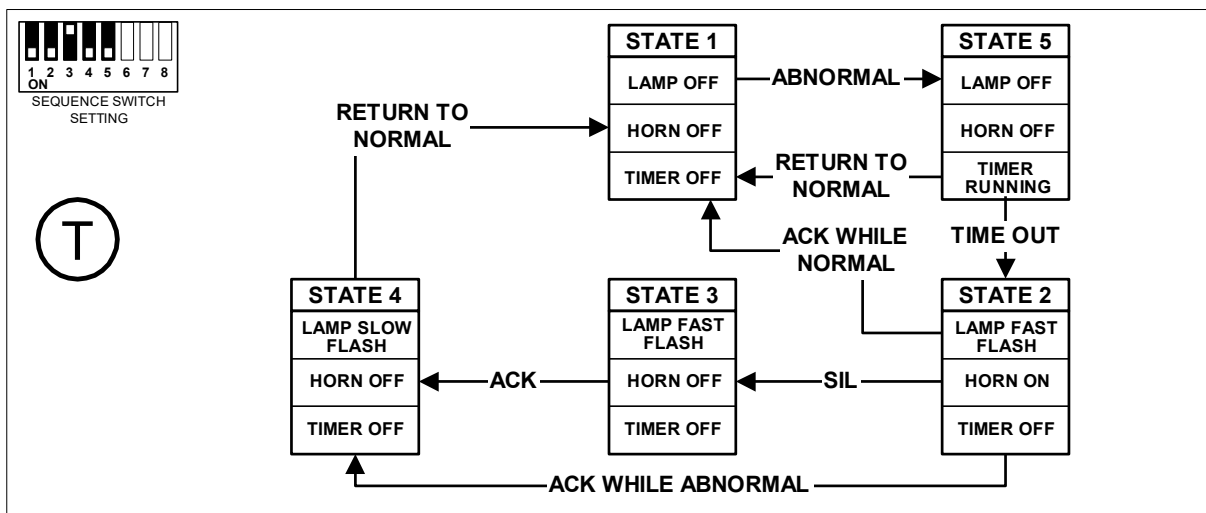 1 2 3 4 5 6 7 8
ON
SEQUENCE SWITCH
SETTING
T
STATE 1
LAMP OFF
HORN OFF
TIMER OFF
ABNORMAL
STATE 5
LAMP OFF
HORN OFF
TIMER
RUNNING
RETURN TO
NORMAL
RETURN TO
NORMAL
ACK WHILE
NORMAL
TIME OUT
STATE 4
LAMP SLOW
FLASH
HORN OFF
TIMER OFF
ACK
STATE 3
LAMP FAST
FLASH
HORN OFF
TIMER OFF
SIL
STATE 2
LAMP FAST
FLASH
HORN ON
TIMER OFF
ACK WHILE ABNORMAL